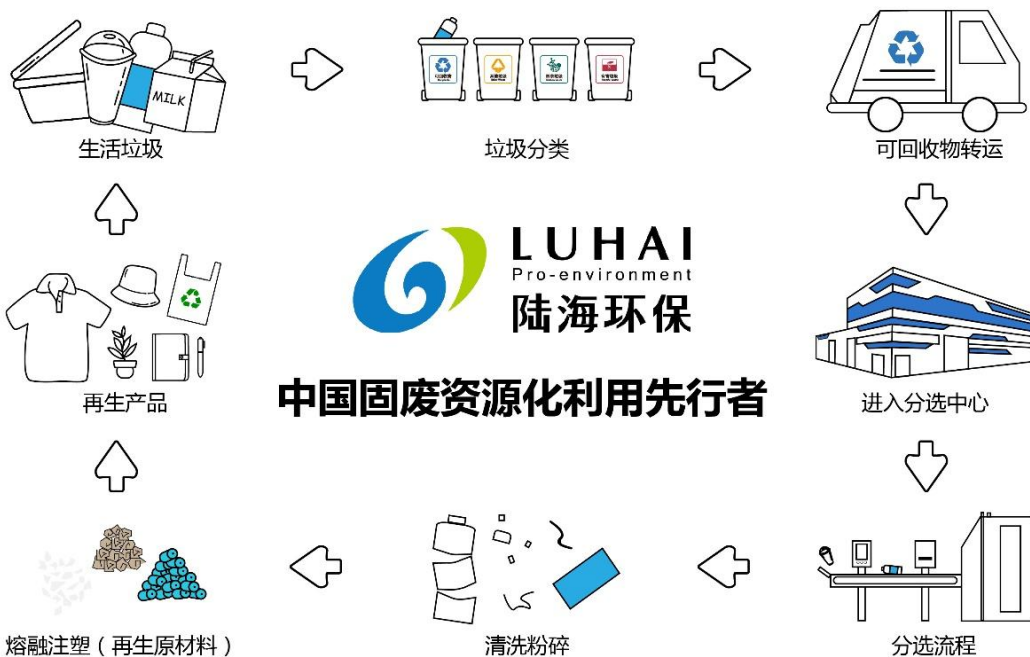 MILK
生活垃圾
垃圾分类
可回收物转运
LUHAI
Pro-environment
陆海环保
中国固废资源化利用先行者
再生产品
进入分选中心
熔融注塑（再生原材料）
清洗粉碎
分选流程